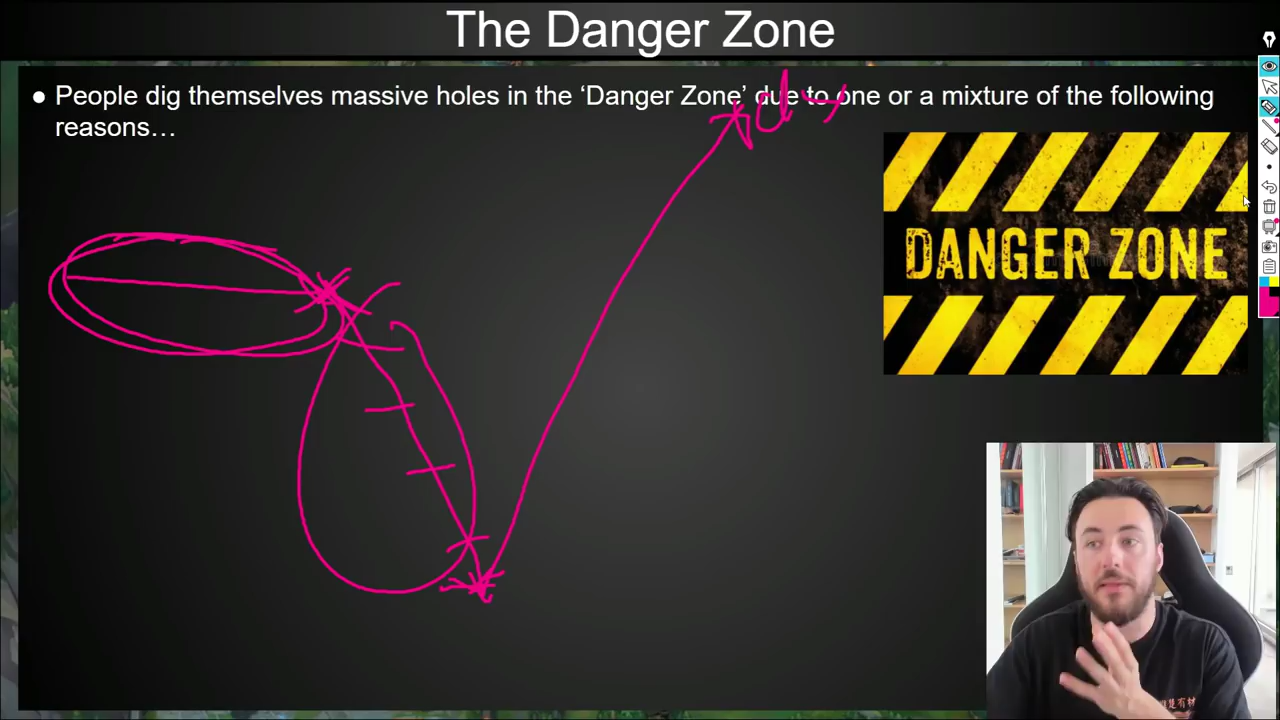 The Danger Zone
● People dig themselves massive holes in the ‘Danger Zone’ due to one or a mixture of the following
reasons…
DANGER ZONE